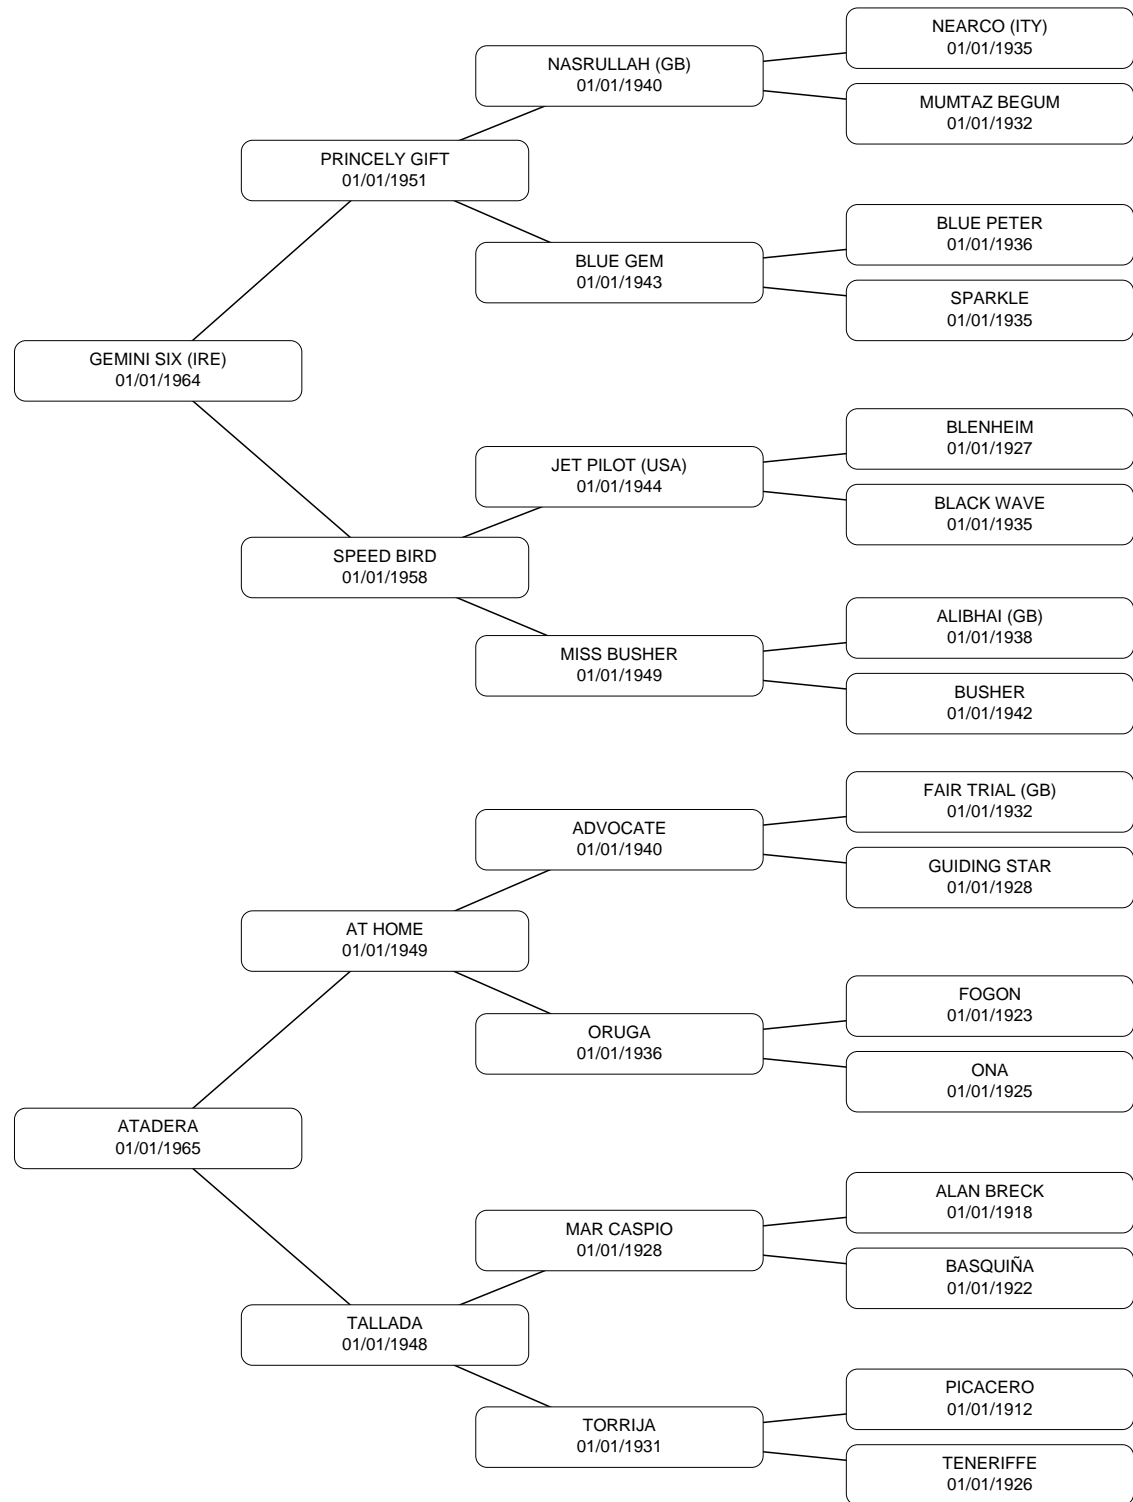 NEARCO (ITY)
01/01/1935
NASRULLAH (GB)
01/01/1940
MUMTAZ BEGUM
01/01/1932
PRINCELY GIFT
01/01/1951
BLUE PETER
01/01/1936
BLUE GEM
01/01/1943
SPARKLE
01/01/1935
GEMINI SIX (IRE)
01/01/1964
BLENHEIM
01/01/1927
JET PILOT (USA)
01/01/1944
BLACK WAVE
01/01/1935
SPEED BIRD
01/01/1958
ALIBHAI (GB)
01/01/1938
MISS BUSHER
01/01/1949
BUSHER
01/01/1942
FAIR TRIAL (GB)
01/01/1932
ADVOCATE
01/01/1940
GUIDING STAR
01/01/1928
AT HOME
01/01/1949
FOGON
01/01/1923
ORUGA
01/01/1936
ONA
01/01/1925
ATADERA
01/01/1965
ALAN BRECK
01/01/1918
MAR CASPIO
01/01/1928
BASQUIÑA
01/01/1922
TALLADA
01/01/1948
PICACERO
01/01/1912
TORRIJA
01/01/1931
TENERIFFE
01/01/1926